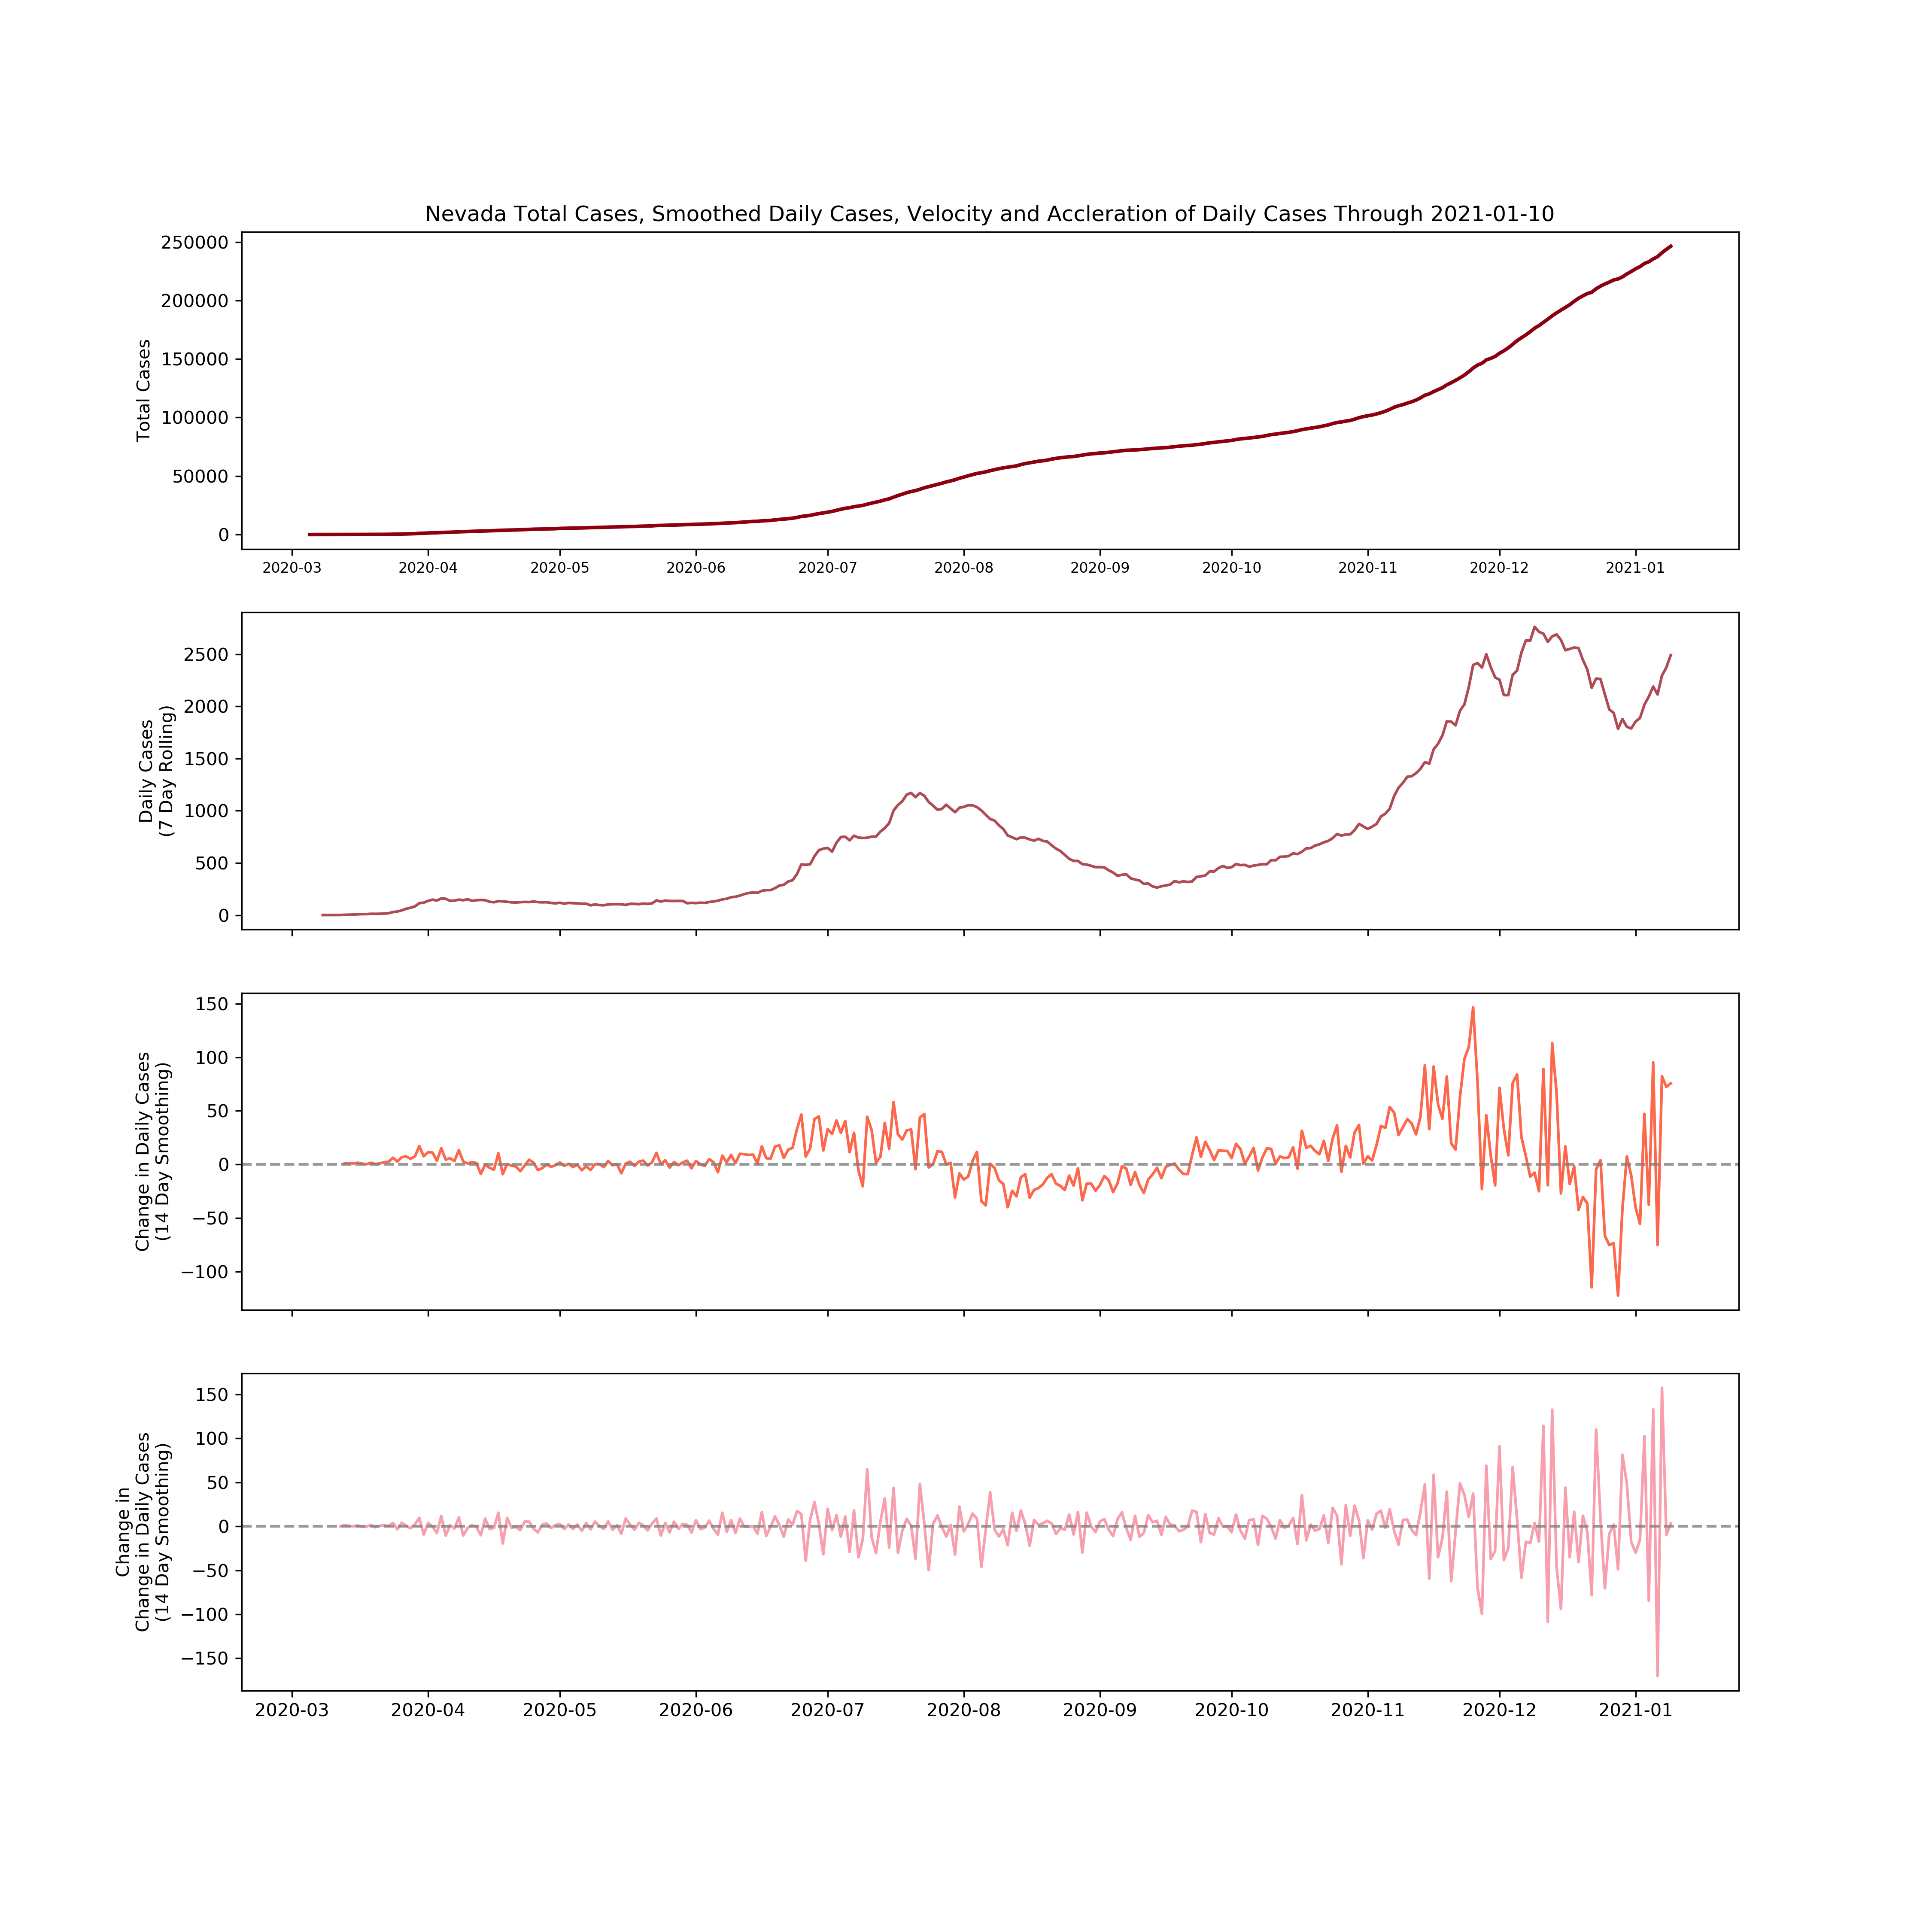 Nevada Total Cases, Smoothed Daily Cases, Velocity and Accleration of Daily Cases Through 2021-01-10
Total Cases
250000
200000
150000
100000
50000
0
2020-03 2020-04 2020-05 2020-06 2020-07 2020-08 2020-09 2020-10 2020-11 2020-12 2021-01
Daily Cases
(7 Day Rolling)
2500
2000
1500
1000
500
0
Change in Daily Cases
(14 Day Smoothing)
150
100
50
0
−50
−100
Change in
Change in Daily Cases
(14 Day Smoothing)
150
100
50
0
−50
−100
−150
2020-03 2020-04 2020-05 2020-06 2020-07 2020-08 2020-09 2020-10 2020-11 2020-12 2021-01